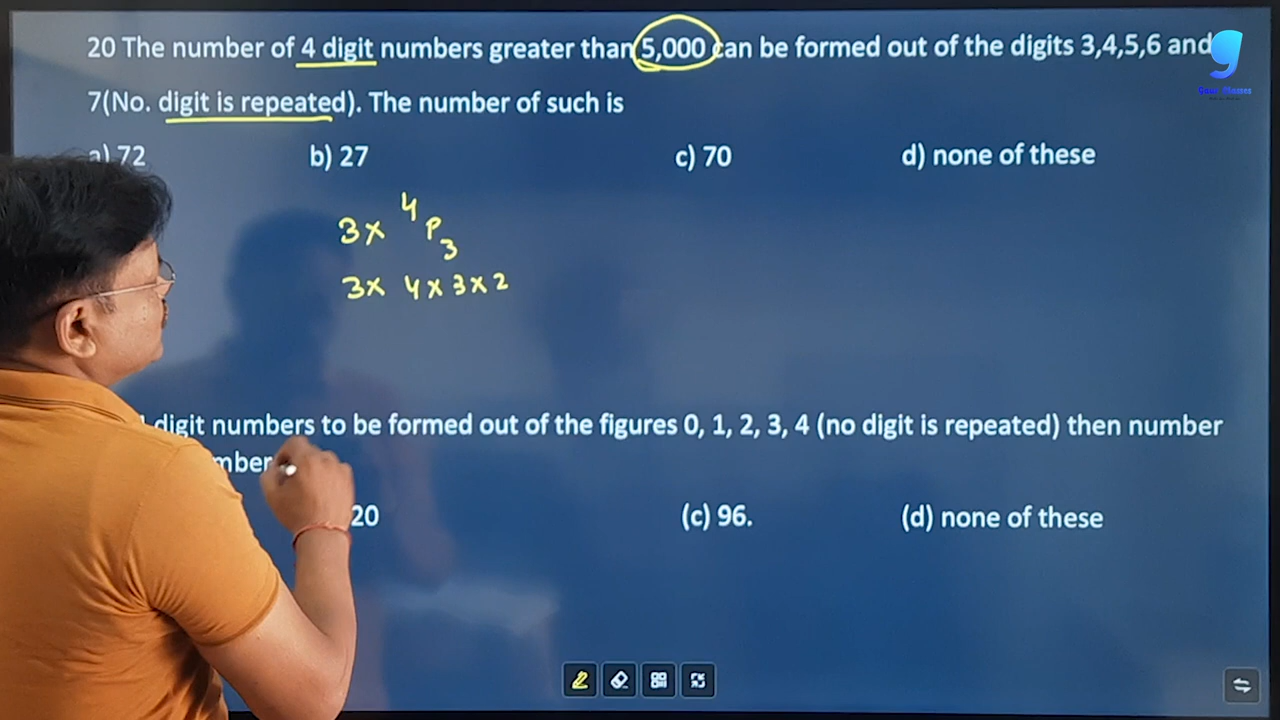 20 The number of 4 digit numbers greater than 5,000 can be formed out of the digits 3,4,5,6 and
7(No. digit is repeated). The number of such is
a) 72 b) 27 c) 70 d) none of these
3 x 4 P 3
3 x 4 x 3 x 2
digit numbers to be formed out of the figures 0, 1, 2, 3, 4 (no digit is repeated) then number
20 (c) 96. (d) none of these